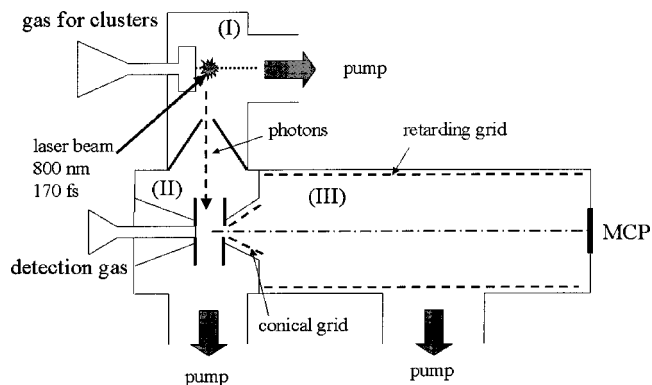 gas for clusters
(I)
pump
laser beam
800 nm
170 fs
photons
retarding grid
(II)
(III)
MCP
detection gas
conical grid
pump
pump